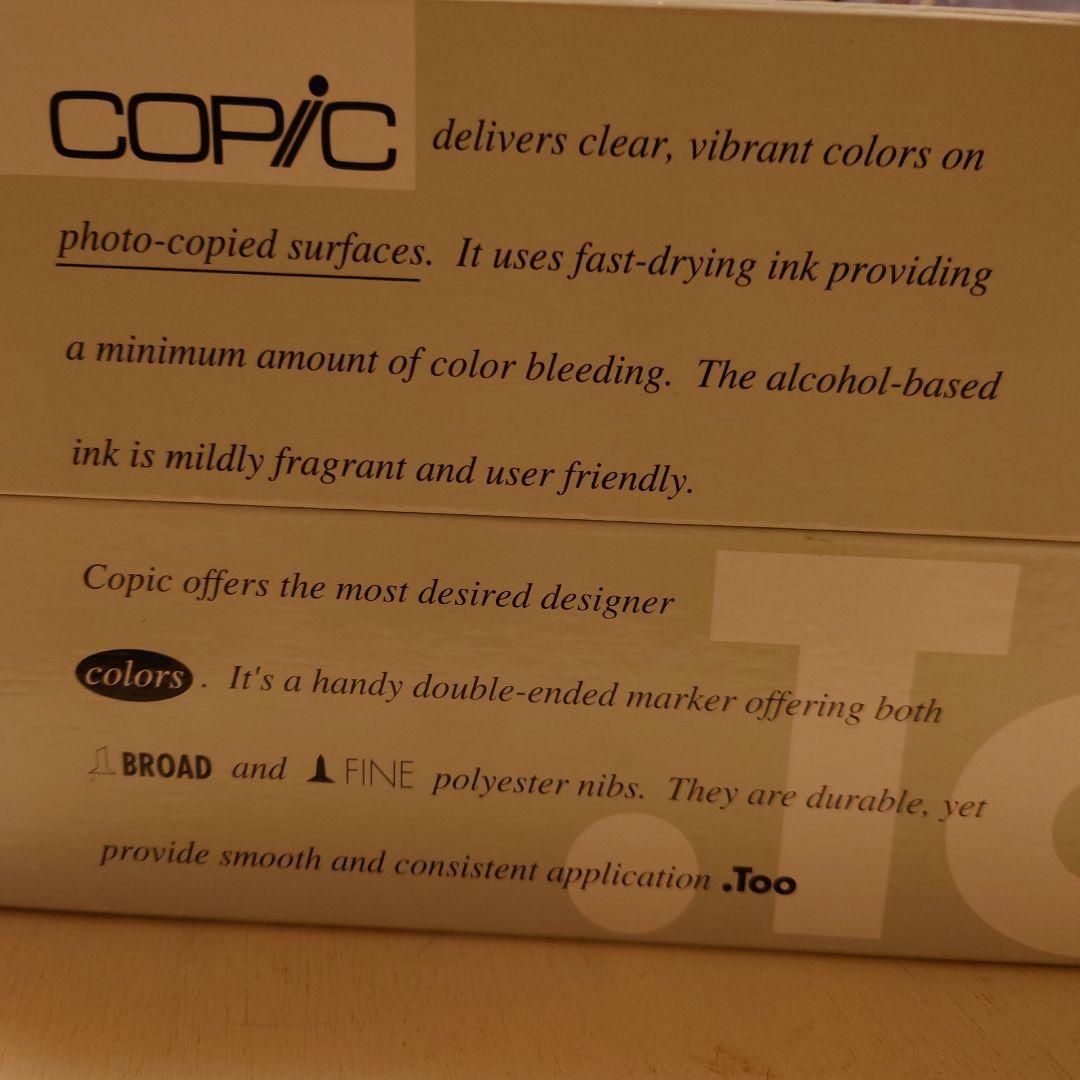 COPiC delivers clear, vibrant colors on
photo-copied surfaces. It uses fast-drying ink providing
a minimum amount of color bleeding. The alcohol-based
ink is mildly fragrant and user friendly.
Copic offers the most desired designer
colors. It's a handy double-ended marker offering both
BROAD and FINE polyester nibs. They are durable, yet
provide smooth and consistent application .Too
.To